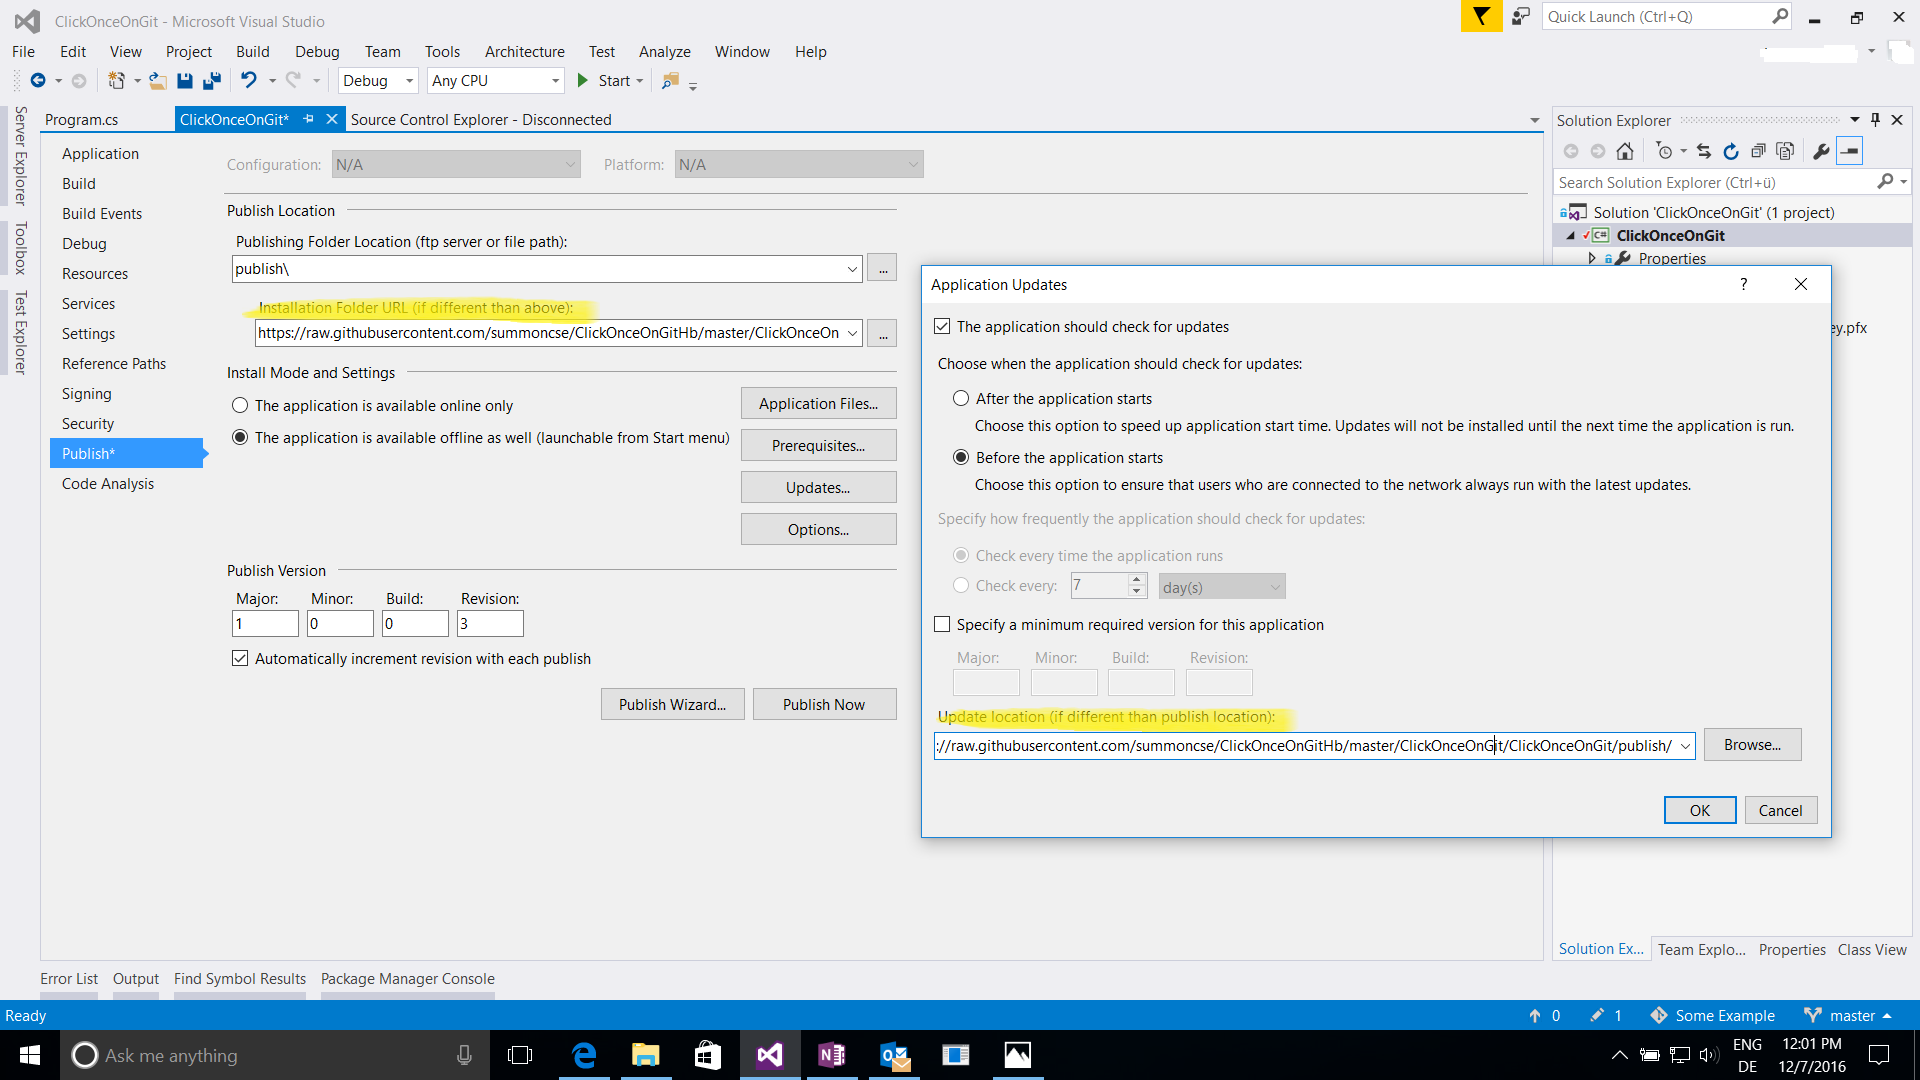 ClickOnceOnGit - Microsoft Visual Studio
Quick Launch (Ctrl+Q)
File Edit View Project Build Debug Team Tools Architecture Test Analyze Window Help
Debug Any CPU Start
Server Explorer
Toolbox
Test Explorer
Program.cs ClickOnceOnGit* Source Control Explorer - Disconnected
Application
Build
Build Events
Debug
Resources
Services
Settings
Reference Paths
Signing
Security
Publish*
Code Analysis
Configuration: N/A Platform: N/A
Publish Location
Publishing Folder Location (ftp server or file path):
publish\ ...
Installation Folder URL (if different than above):
https://raw.githubusercontent.com/summoncse/ClickOnceOnGitHb/master/ClickOnceOn ...
Install Mode and Settings
The application is available online only
The application is available offline as well (launchable from Start menu)
Application Files...
Prerequisites...
Updates...
Options...
Publish Version
Major: Minor: Build: Revision:
1 0 0 3
Automatically increment revision with each publish
Publish Wizard... Publish Now
Solution Explorer
Search Solution Explorer (Ctrl+ü)
Solution 'ClickOnceOnGit' (1 project)
C# ClickOnceOnGit
Properties
ey.pfx
Application Updates ?
The application should check for updates
Choose when the application should check for updates:
After the application starts
Choose this option to speed up application start time. Updates will not be installed until the next time the application is run.
Before the application starts
Choose this option to ensure that users who are connected to the network always run with the latest updates.
Specify how frequently the application should check for updates:
Check every time the application runs
Check every: 7 day(s)
Specify a minimum required version for this application
Major: Minor: Build: Revision:
Update location (if different than publish location):
://raw.githubusercontent.com/summoncse/ClickOnceOnGitHb/master/ClickOnceOnGit/ClickOnceOnGit/publish/ Browse...
OK Cancel
Solution Ex... Team Explo... Properties Class View
Error List Output Find Symbol Results Package Manager Console
Ready 0 1 Some Example master
Ask me anything
ENG
DE
12:01 PM
12/7/2016